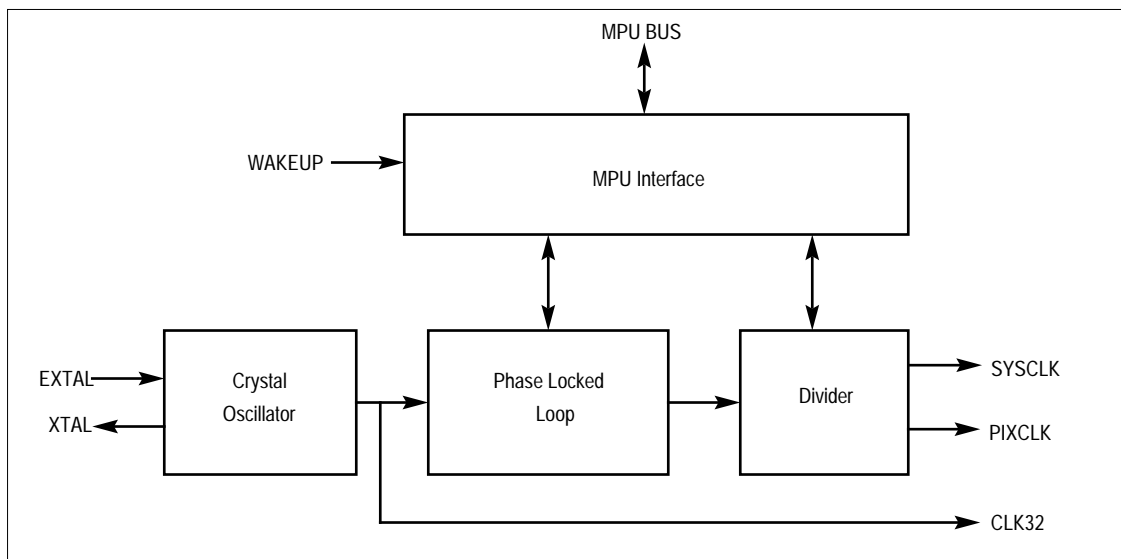 MPU BUS
WAKEUP
MPU Interface
EXTAL
XTAL
Crystal
Oscillator
Phase Locked
Loop
Divider
SYSCLK
PIXCLK
CLK32